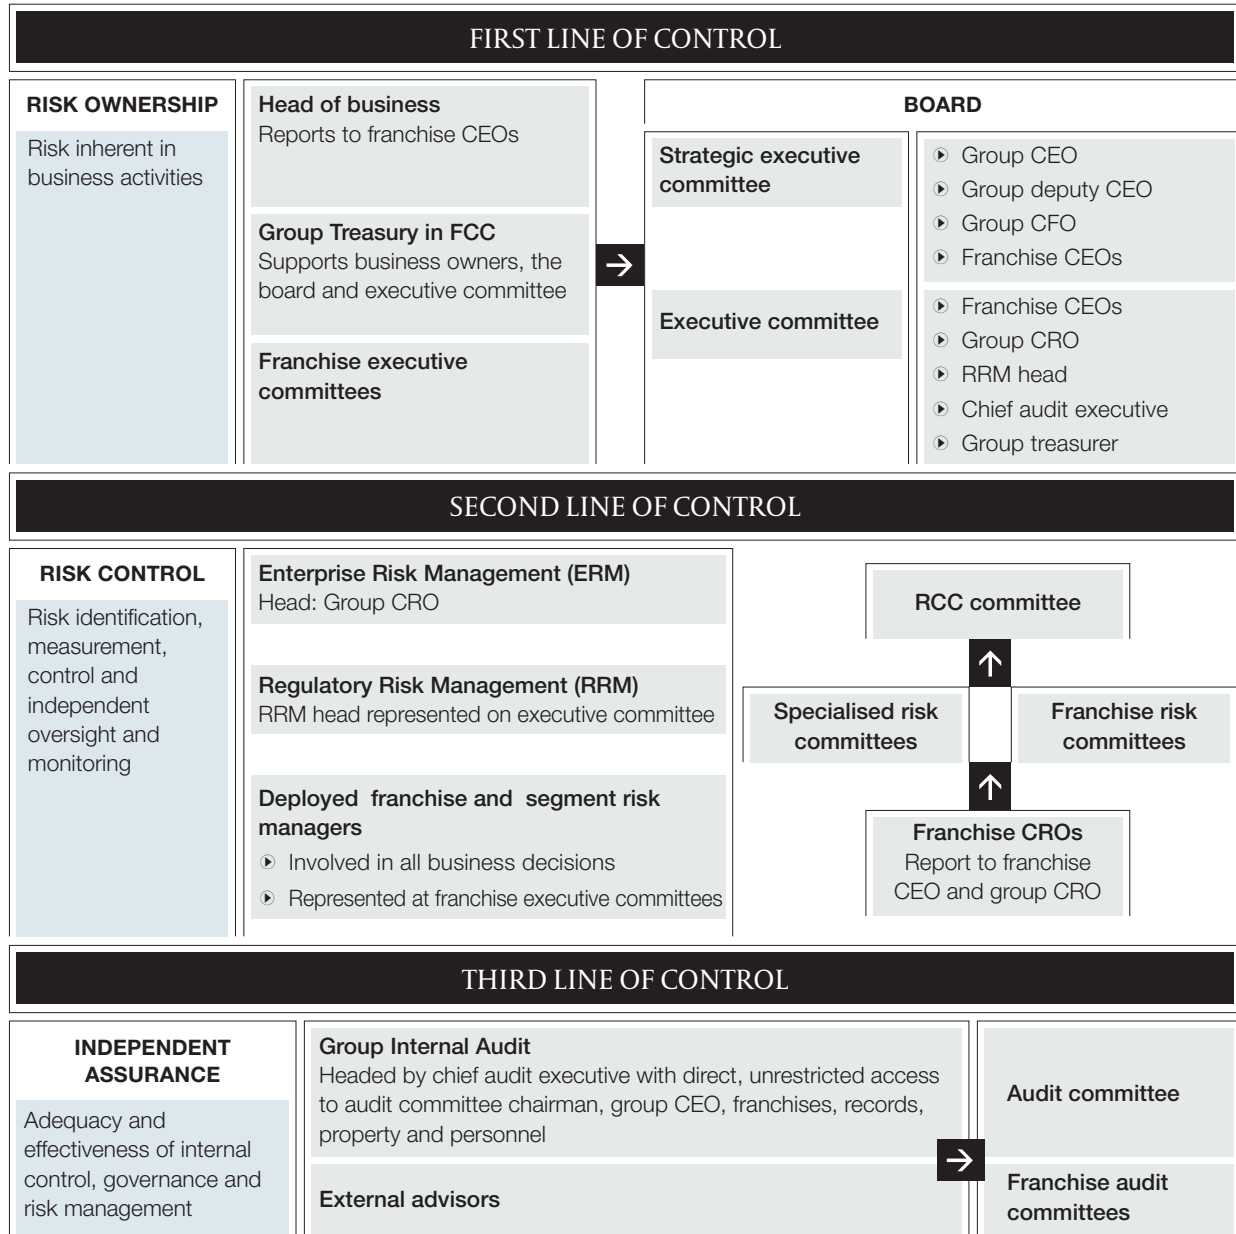 FIRST LINE OF CONTROL
RISK OWNERSHIP
Risk inherent in
business activities
Head of business
Reports to franchise CEOs
Group Treasury in FCC
Supports business owners, the
board and executive committee
Franchise executive
committees
BOARD
Strategic executive
committee
Group CEO
Group deputy CEO
Group CFO
Franchise CEOs
Executive committee
Franchise CEOs
Group CRO
RRM head
Chief audit executive
Group treasurer
SECOND LINE OF CONTROL
RISK CONTROL
Risk identification,
measurement,
control and
independent
oversight and
monitoring
Enterprise Risk Management (ERM)
Head: Group CRO
Regulatory Risk Management (RRM)
RRM head represented on executive committee
Deployed franchise and segment risk
managers
Involved in all business decisions
Represented at franchise executive committees
RCC committee
Specialised risk
committees
Franchise risk
committees
Franchise CROs
Report to franchise
CEO and group CRO
THIRD LINE OF CONTROL
INDEPENDENT
ASSURANCE
Adequacy and
effectiveness of internal
control, governance and
risk management
Group Internal Audit
Headed by chief audit executive with direct, unrestricted access
to audit committee chairman, group CEO, franchises, records,
property and personnel
External advisors
Audit committee
Franchise audit
committees